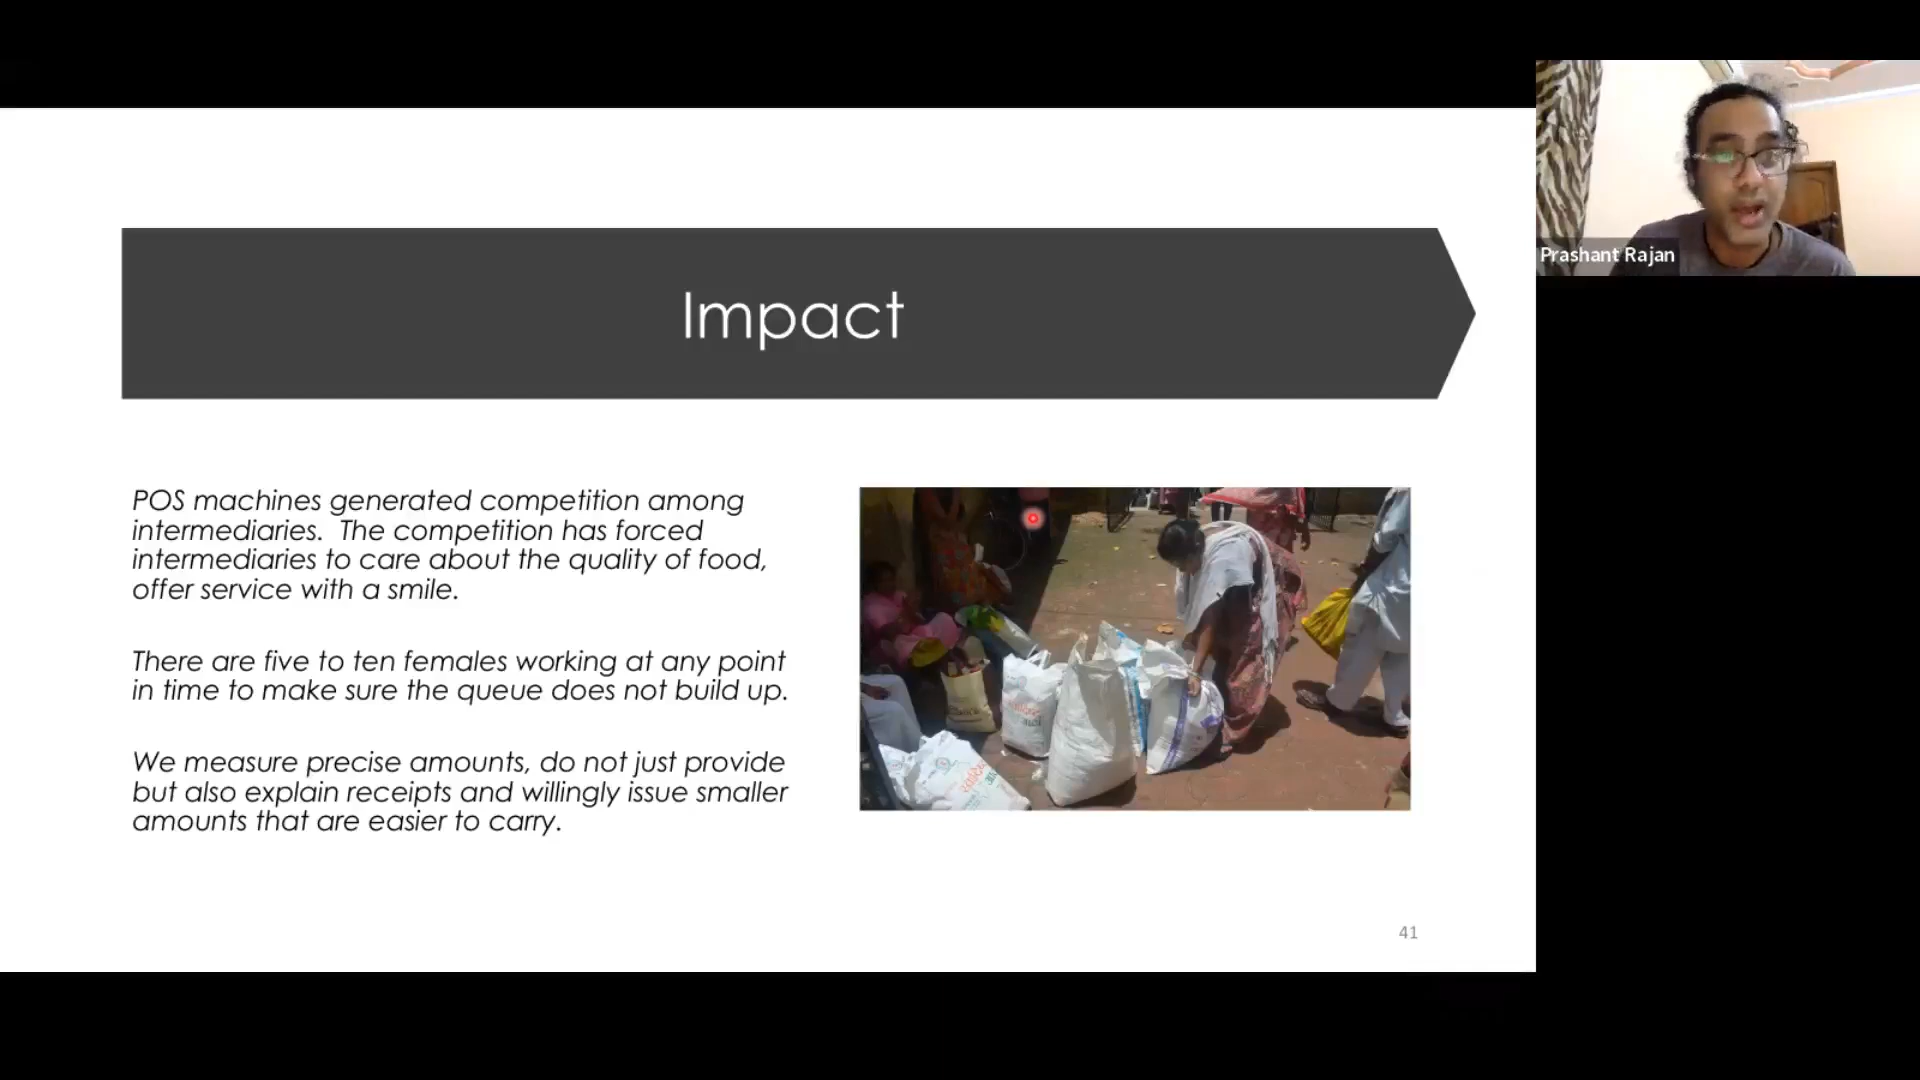 Prashant Rajan
Impact
POS machines generated competition among
intermediaries.  The competition has forced
intermediaries to care about the quality of food,
offer service with a smile.
There are five to ten females working at any point
in time to make sure the queue does not build up.
We measure precise amounts, do not just provide
but also explain receipts and willingly issue smaller
amounts that are easier to carry.
41